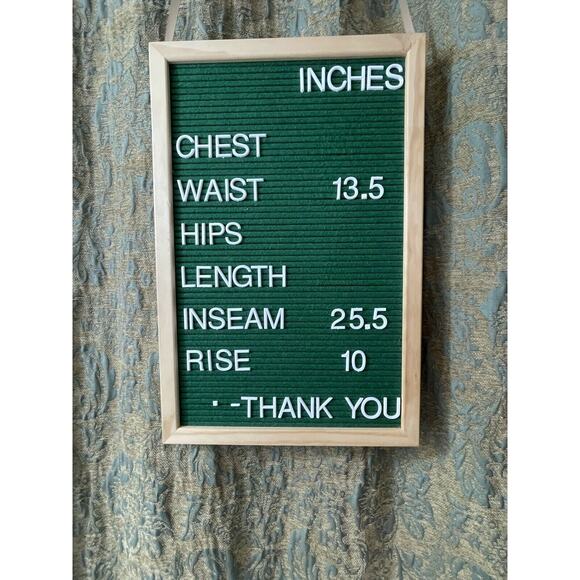 INCHES
CHEST
WAIST 13.5
HIPS
LENGTH
INSEAM 25.5
RISE 10
· -THANK YOU